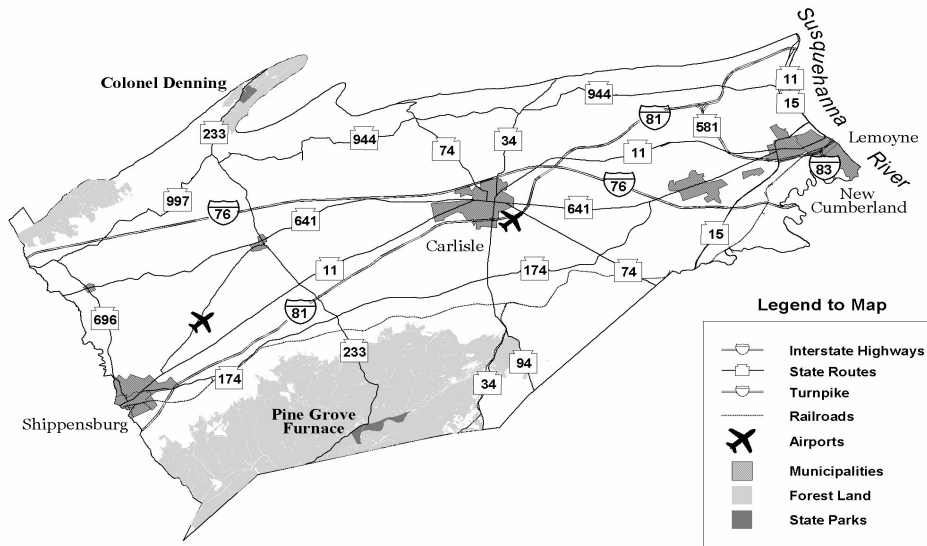 Susquehanna
River
Colonel Denning
11
944
15
81
233
581
944
34
74
11
Lemoyne
76
83
997
New
Cumberland
76
641
641
Carlisle
15
11
174
74
696
81
Legend to Map
233
94
Interstate Highways
State Routes
174
34
Turnpike
Pine Grove
Furnace
Railroads
Shippensburg
Airports
Municipalities
Forest Land
State Parks